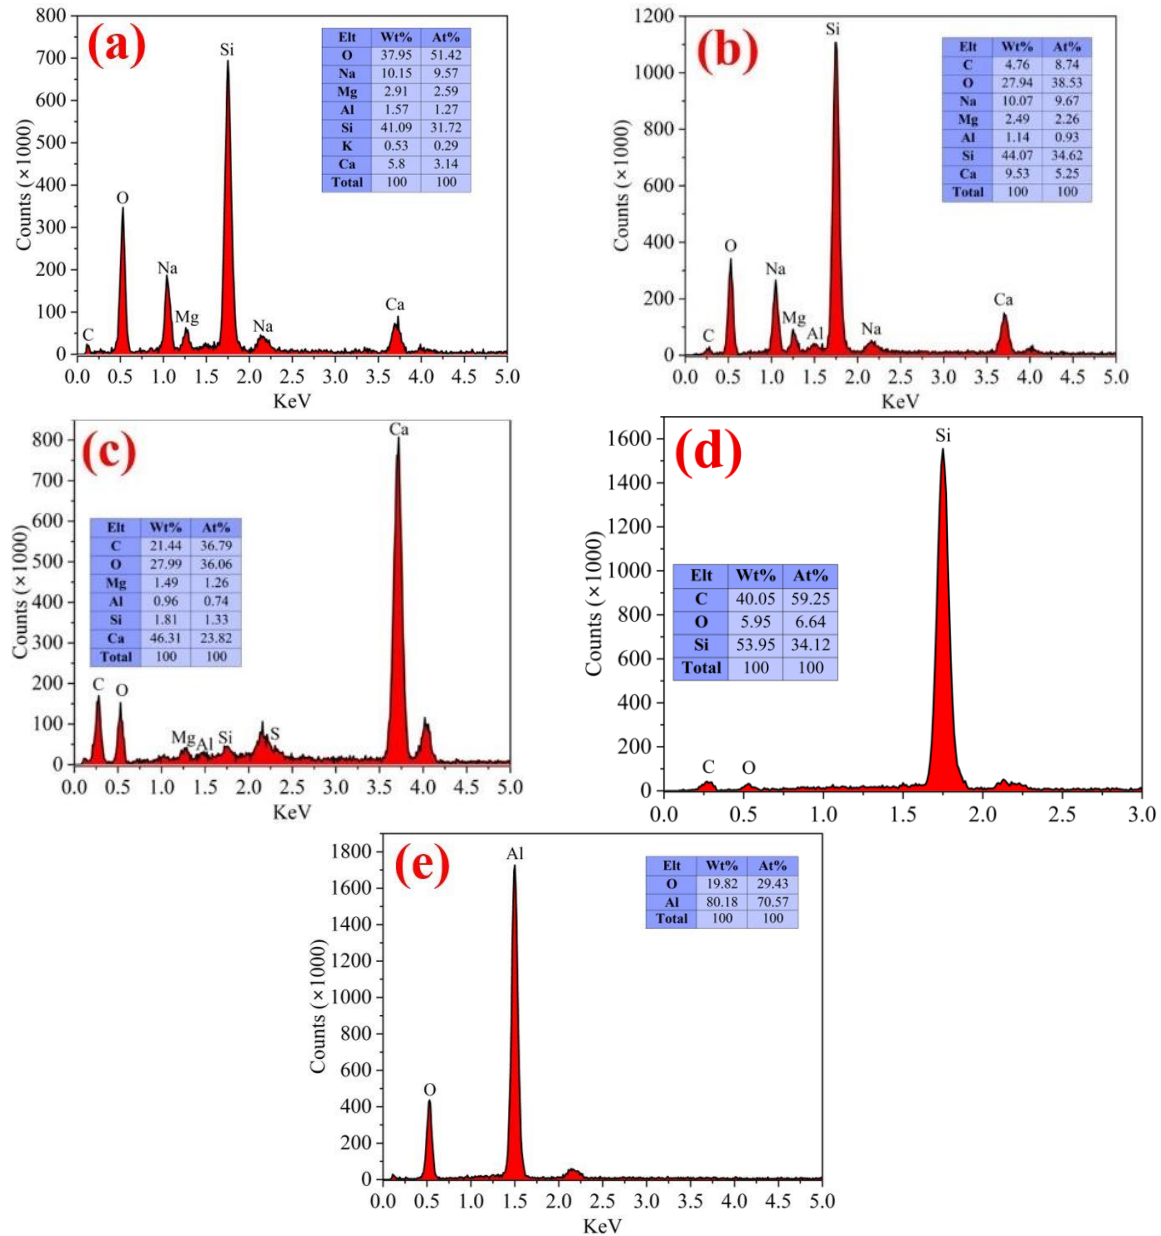 (a)
Counts (×1000)
800
700
600
500
400
300
200
100
0
C
O
Na
Mg
Si
Na
Ca
Elt Wt% At%
O 37.95 51.42
Na 10.15 9.57
Mg 2.91 2.59
Al 1.57 1.27
Si 41.09 31.72
K 0.53 0.29
Ca 5.8 3.14
Total 100 100
0.0 0.5 1.0 1.5 2.0 2.5 3.0 3.5 4.0 4.5 5.0
KeV
(b)
Counts (×1000)
1200
1000
800
600
400
200
0
C
O
Na
Mg
Al
Si
Na
Ca
Elt Wt% At%
C 4.76 8.74
O 27.94 38.53
Na 10.07 9.67
Mg 2.49 2.26
Al 1.14 0.93
Si 44.07 34.62
Ca 9.53 5.25
Total 100 100
0.0 0.5 1.0 1.5 2.0 2.5 3.0 3.5 4.0 4.5 5.0
KeV
(c)
Counts (×1000)
800
700
600
500
400
300
200
100
0
C
O
Mg
Al
Si
S
Ca
Elt Wt% At%
C 21.44 36.79
O 27.99 36.06
Mg 1.49 1.26
Al 0.96 0.74
Si 1.81 1.33
Ca 46.31 23.82
Total 100 100
0.0 0.5 1.0 1.5 2.0 2.5 3.0 3.5 4.0 4.5 5.0
KeV
(d)
Counts (×1000)
1600
1400
1200
1000
800
600
400
200
0
C
O
Si
Elt Wt% At%
C 40.05 59.25
O 5.95 6.64
Si 53.95 34.12
Total 100 100
0.0 0.5 1.0 1.5 2.0 3.0
KeV
(e)
Counts (×1000)
1800
1600
1400
1200
1000
800
600
400
200
0
O
Al
Elt Wt% At%
O 19.82 29.43
Al 80.18 70.57
Total 100 100
0.0 0.5 1.0 1.5 2.0 2.5 3.0 3.5 4.0 4.5 5.0
KeV